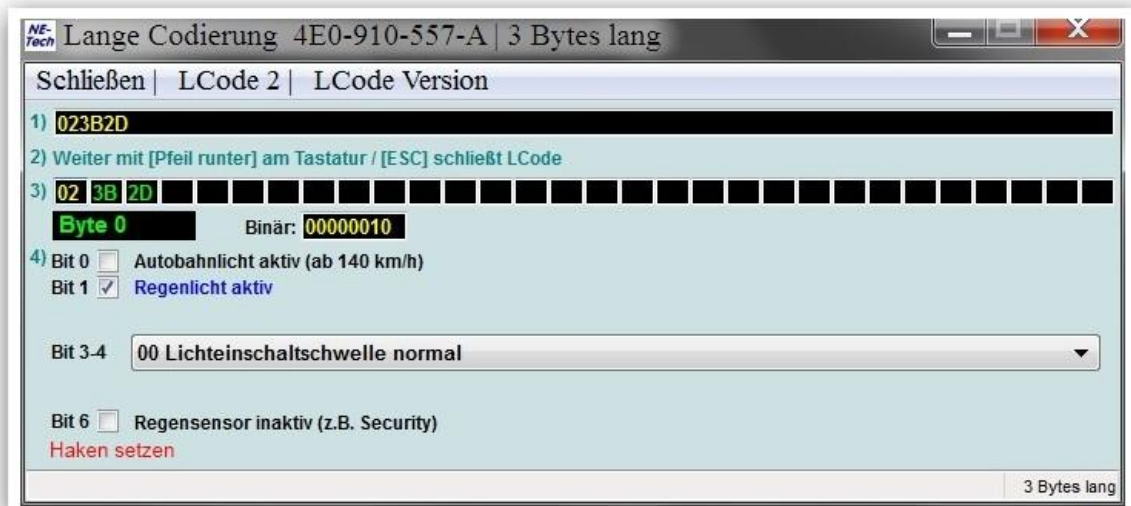 NE-
Tech
Lange Codierung 4E0-910-557-A | 3 Bytes lang
Schließen | LCode 2 | LCode Version
1) 023B2D
2) Weiter mit [Pfeil runter] am Tastatur / [ESC] schließt LCode
3) 02 3B 2D
Byte 0 Binär: 00000010
4) Bit 0 Autobahnlicht aktiv (ab 140 km/h)
Bit 1 Regenlicht aktiv
Bit 3-4 00 Lichteinschaltschwelle normal
Bit 6 Regensensor inaktiv (z.B. Security)
Haken setzen
3 Bytes lang